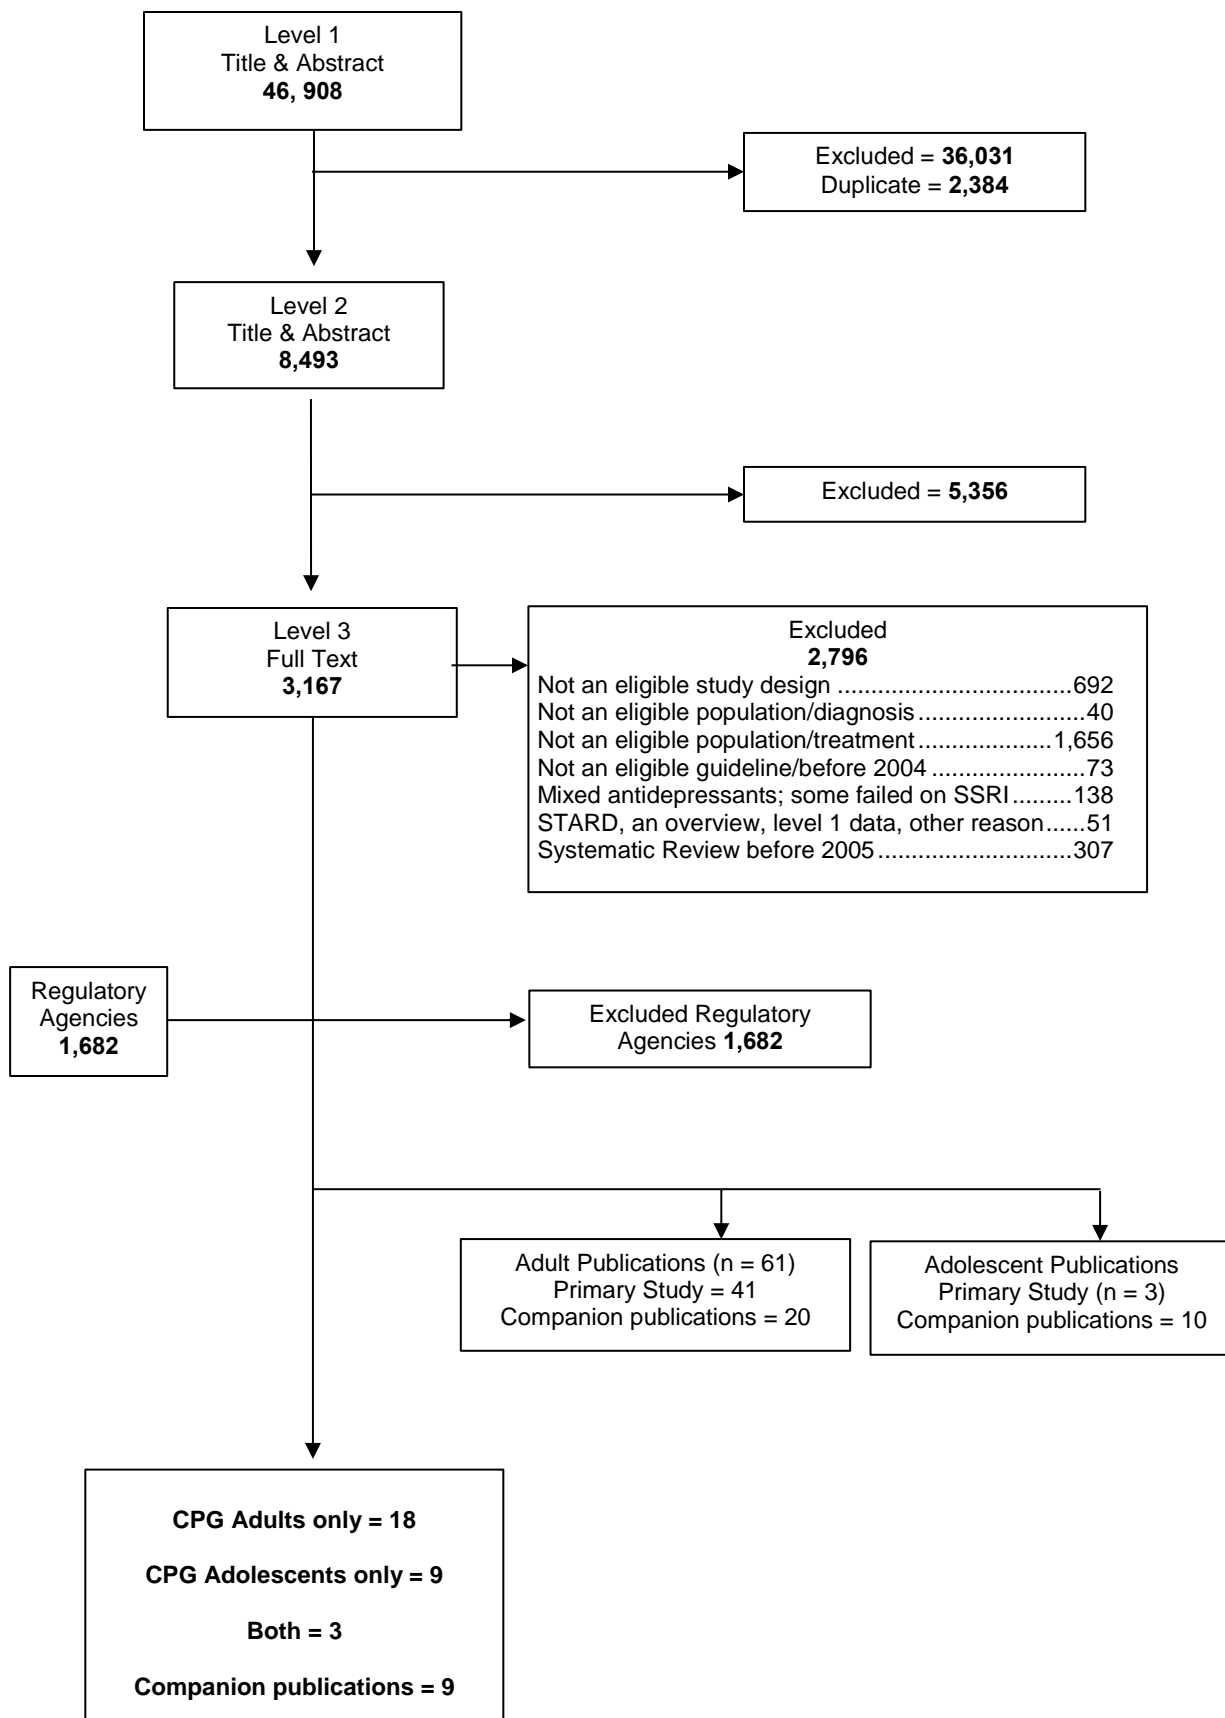 Level 1
Title & Abstract
46, 908
Excluded = 36,031
Duplicate = 2,384
Level 2
Title & Abstract
8,493
Excluded = 5,356
Level 3
Full Text
3,167
Excluded
2,796
Not an eligible study design ...................................692
Not an eligible population/diagnosis.........................40
Not an eligible population/treatment....................1,656
Not an eligible guideline/before 2004 .....................73
Mixed antidepressants; some failed on SSRI.........138
STARD, an overview, level 1 data, other reason......51
Systematic Review before 2005.............................307
Regulatory
Agencies
1,682
Excluded Regulatory
Agencies 1,682
Adult Publications (n = 61)
Primary Study = 41
Companion publications = 20
Adolescent Publications
Primary Study (n = 3)
Companion publications = 10
CPG Adults only = 18
CPG Adolescents only = 9
Both = 3
Companion publications = 9